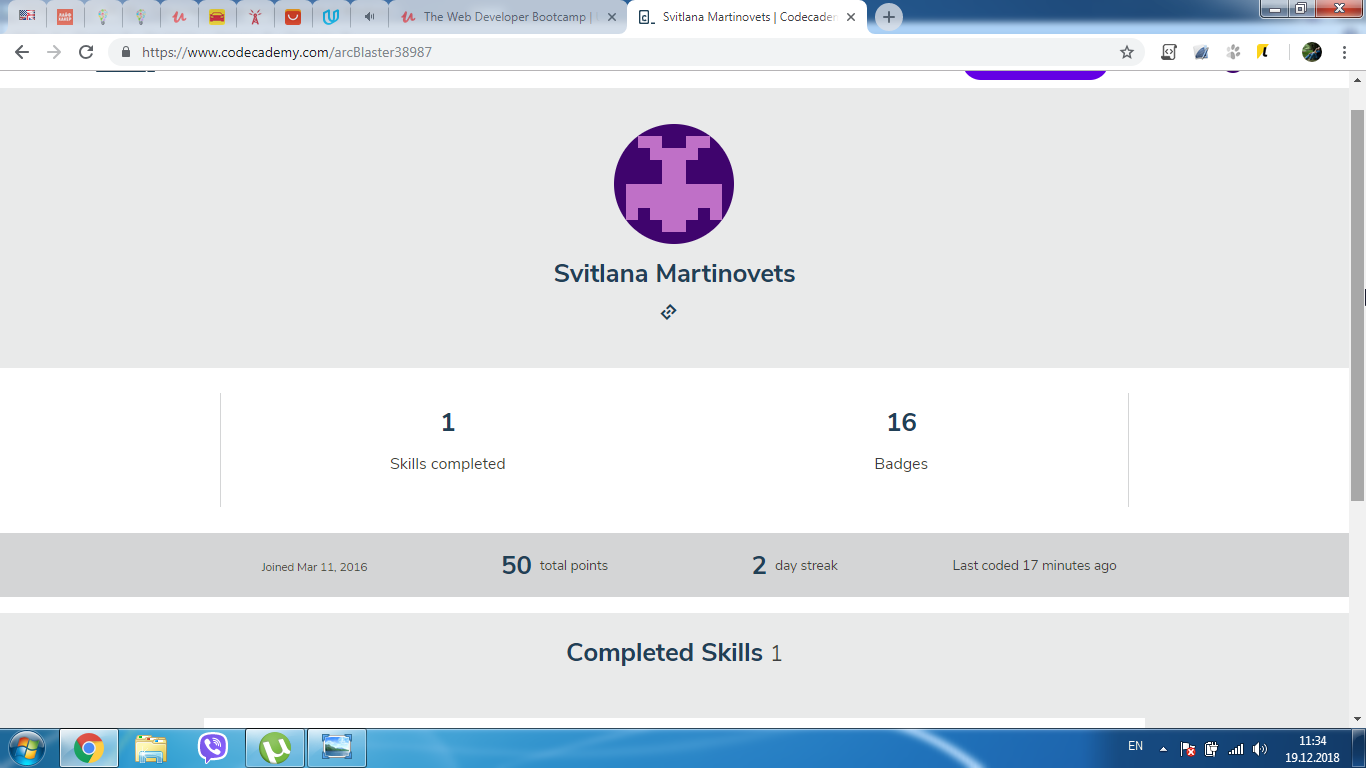 The Web Developer Bootcamp |
Svitlana Martinovets | Codecaden
https://www.codecademy.com/arcBlaster38987
Svitlana Martinovets
1
Skills completed
16
Badges
Joined Mar 11, 2016
50 total points
2 day streak
Last coded 17 minutes ago
Completed Skills 1
EN
11:34
19.12.2018